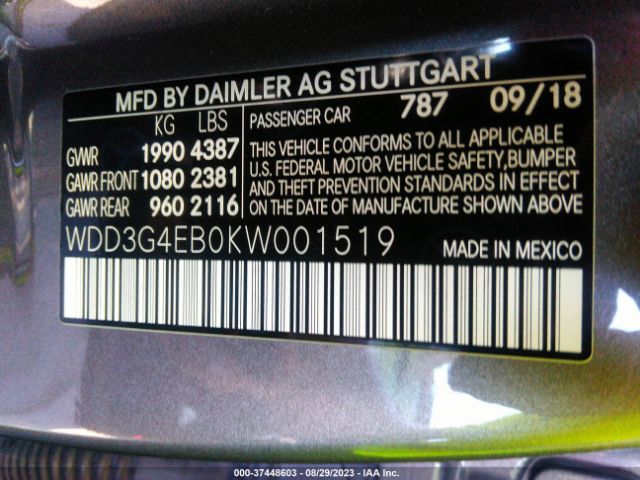 MFD BY DAIMLER AG STUTTGART
KG LBS
GVWR 1990 4387
GAWR FRONT 1080 2381
GAWR REAR 960 2116
PASSENGER CAR 787 09/18
THIS VEHICLE CONFORMS TO ALL APPLICABLE
U.S. FEDERAL MOTOR VEHICLE SAFETY,BUMPER
AND THEFT PREVENTION STANDARDS IN EFFECT
ON THE DATE OF MANUFACTURE SHOWN ABOVE
WDD3G4EB0KW001519
MADE IN MEXICO
000-37448603 - 08/29/2023 - IAA Inc.